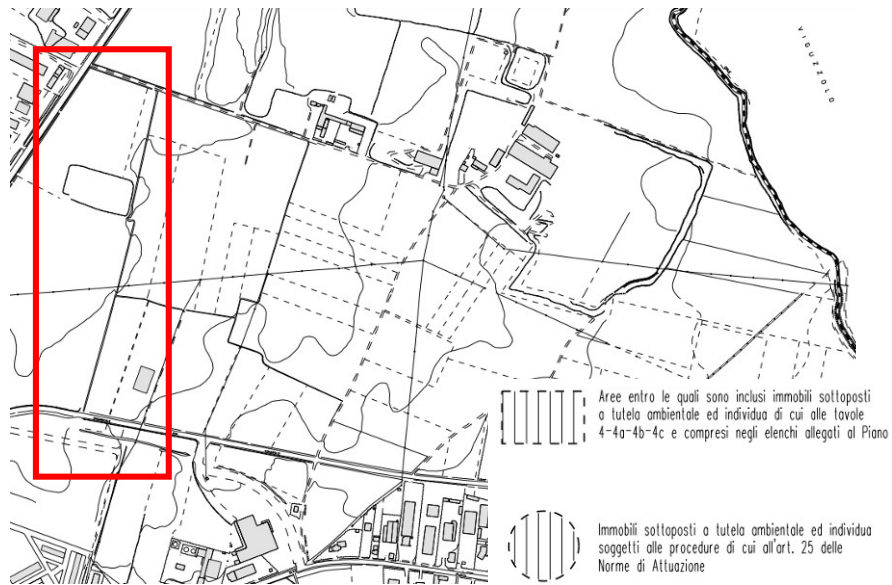 VIGUZZOLO
Aree entro le quali sono inclusi immobili sottoposti
a tutela ambientale ed individua di cui alle tavole
4-4a-4b-4c e compresi negli elenchi allegati al Piano
Immobili sottoposti a tutela ambientale ed individua
soggetti alle procedure di cui all'art. 25 delle
Norme di Attuazione